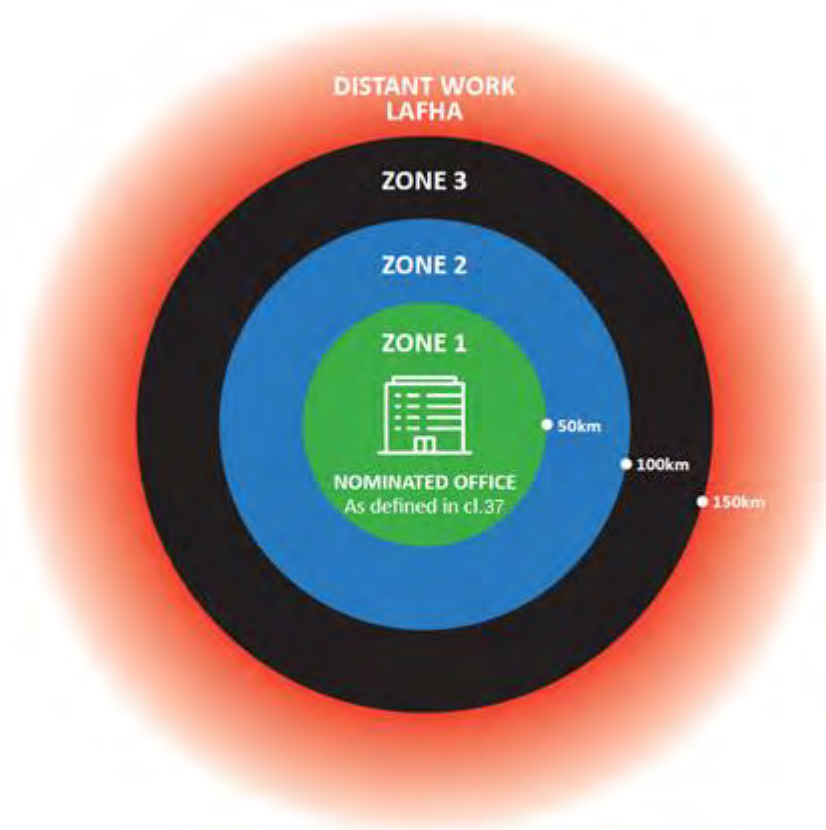 DISTANT WORK
LAFHA
ZONE 3
ZONE 2
ZONE 1
50km
100km
NOMINATED OFFICE
As defined in cl.37
150km